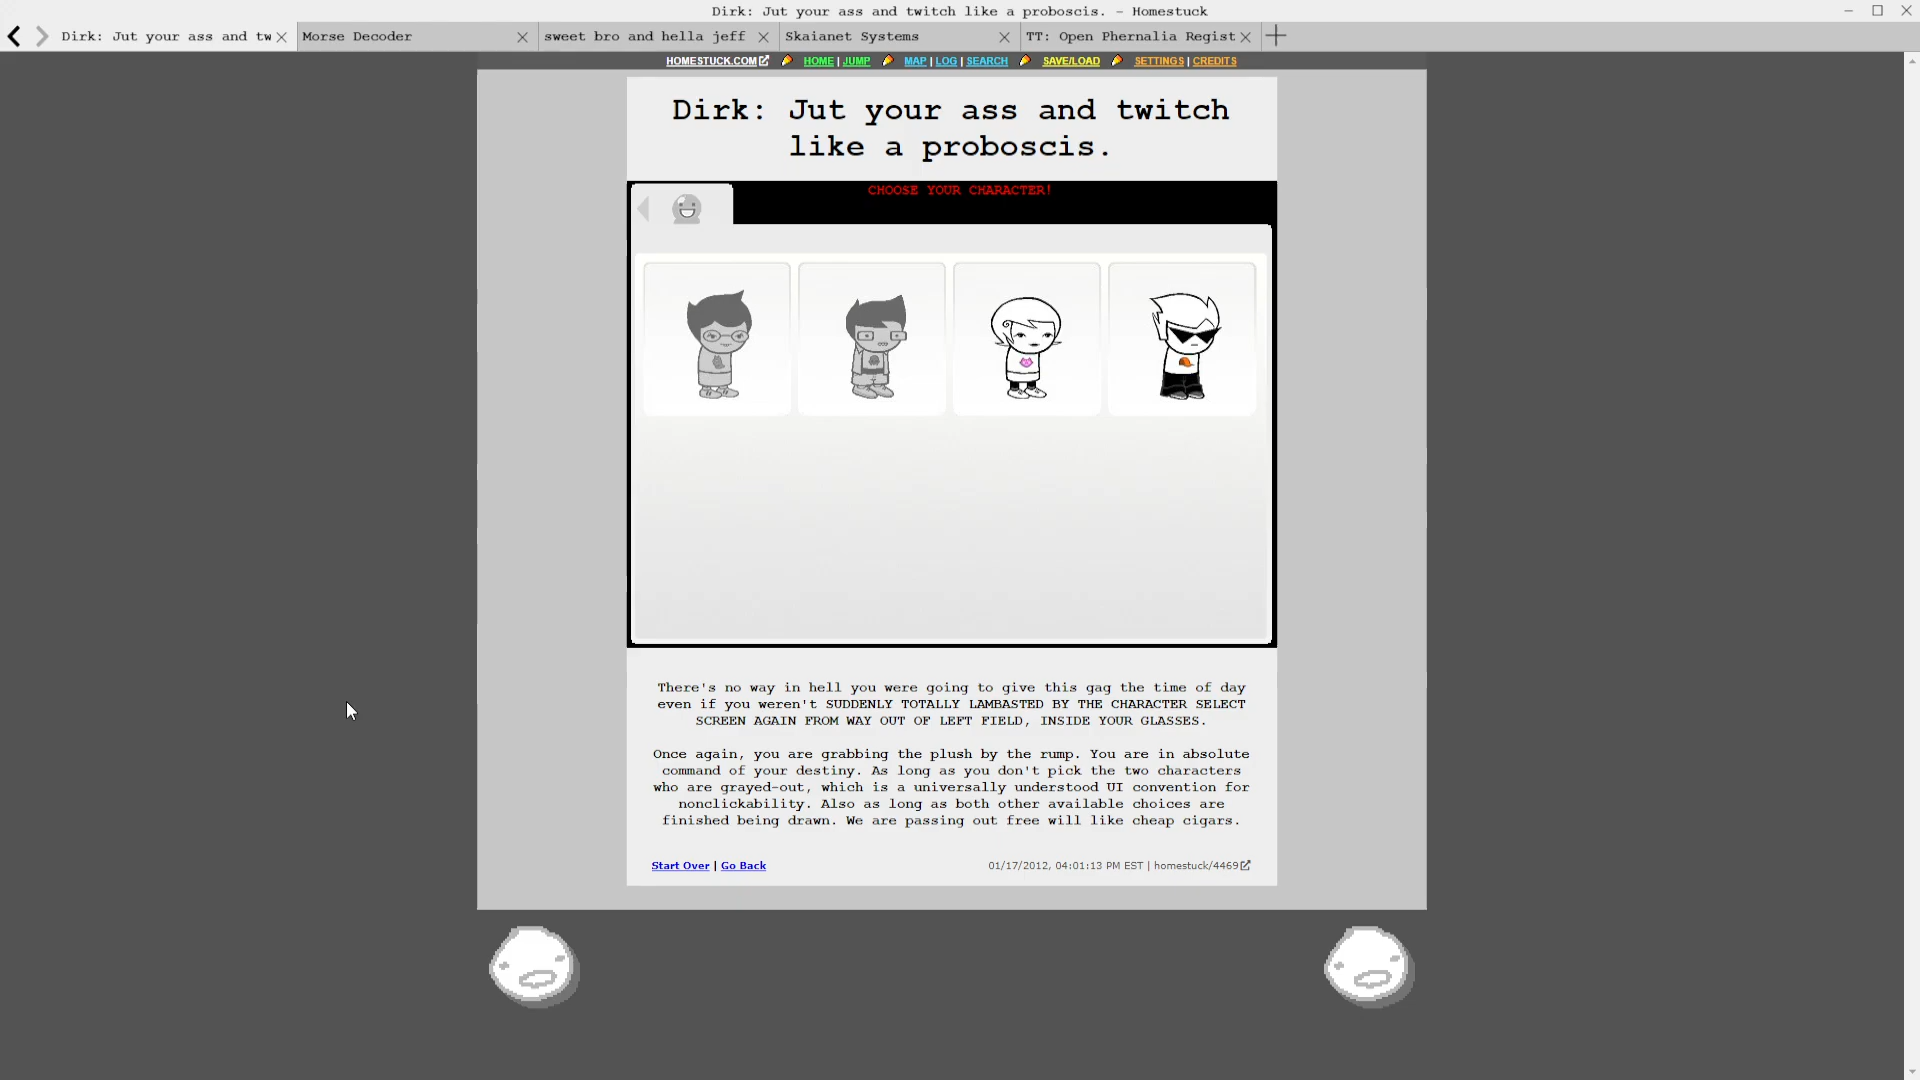 Dirk: Jut your ass and twitch like a proboscis. - Homestuck
Dirk: Jut your ass and tw
Morse Decoder
sweet bro and hella jeff
Skaianet Systems
TT: Open Phernalia Regist
HOMESTUCK.COM HOME | JUMP MAP | LOG | SEARCH SAVE/LOAD SETTINGS | CREDITS
Dirk: Jut your ass and twitch
like a proboscis.
CHOOSE YOUR CHARACTER!
There's no way in hell you were going to give this gag the time of day
even if you weren't SUDDENLY TOTALLY LAMBASTED BY THE CHARACTER SELECT
SCREEN AGAIN FROM WAY OUT OF LEFT FIELD, INSIDE YOUR GLASSES.
Once again, you are grabbing the plush by the rump. You are in absolute
command of your destiny. As long as you don't pick the two characters
who are grayed-out, which is a universally understood UI convention for
nonclickability. Also as long as both other available choices are
finished being drawn. We are passing out free will like cheap cigars.
Start Over | Go Back
01/17/2012, 04:01:13 PM EST | homestuck/4469